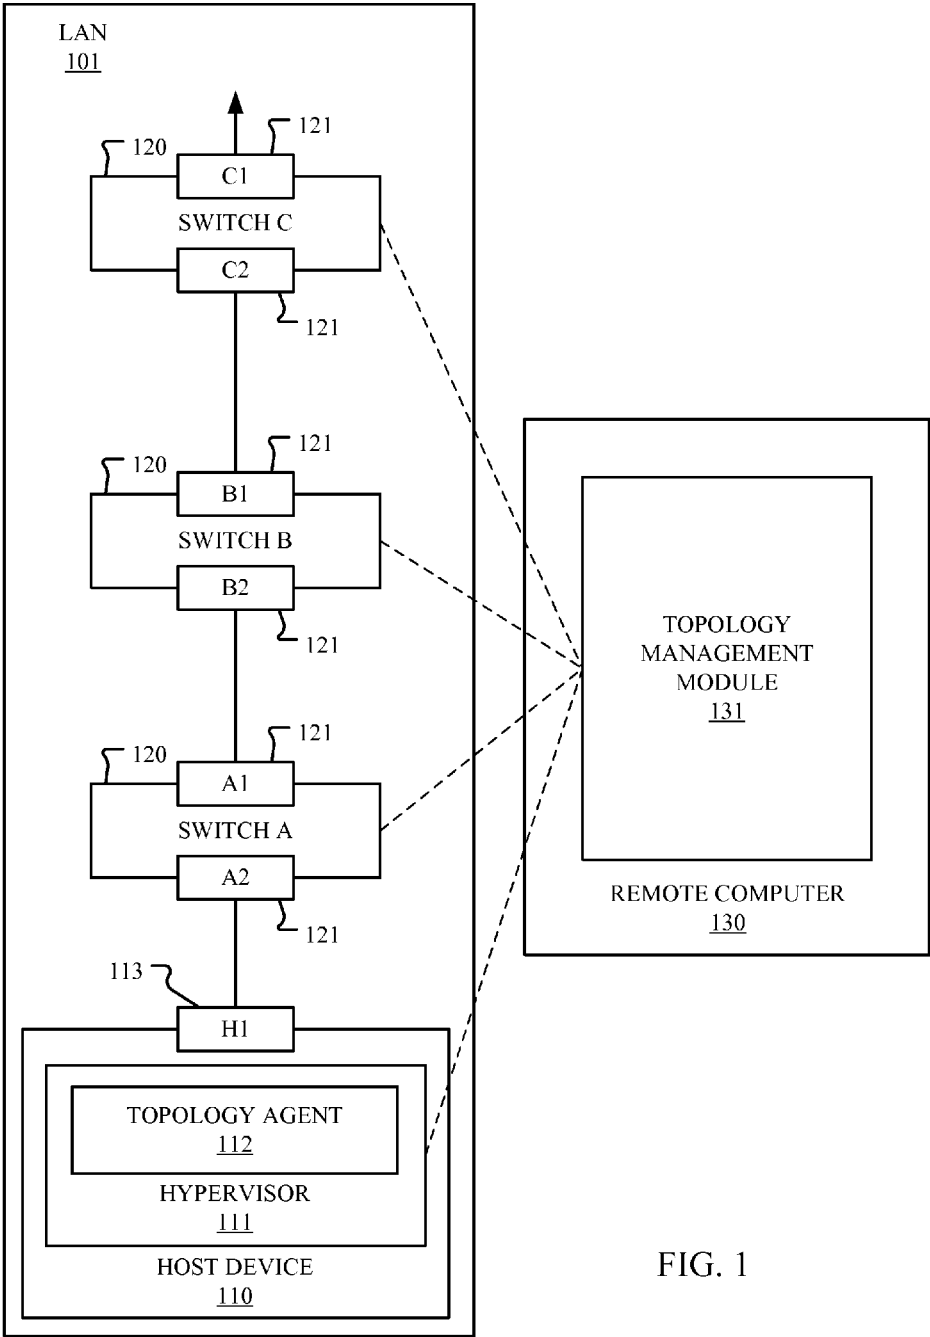 LAN
101
121
120
C1
SWITCH C
C2
121
121
120
B1
SWITCH B
B2
121
121
120
A1
SWITCH A
A2
121
113
H1
TOPOLOGY AGENT
112
HYPERVISOR
111
HOST DEVICE
110
TOPOLOGY
MANAGEMENT
MODULE
131
REMOTE COMPUTER
130
FIG. 1